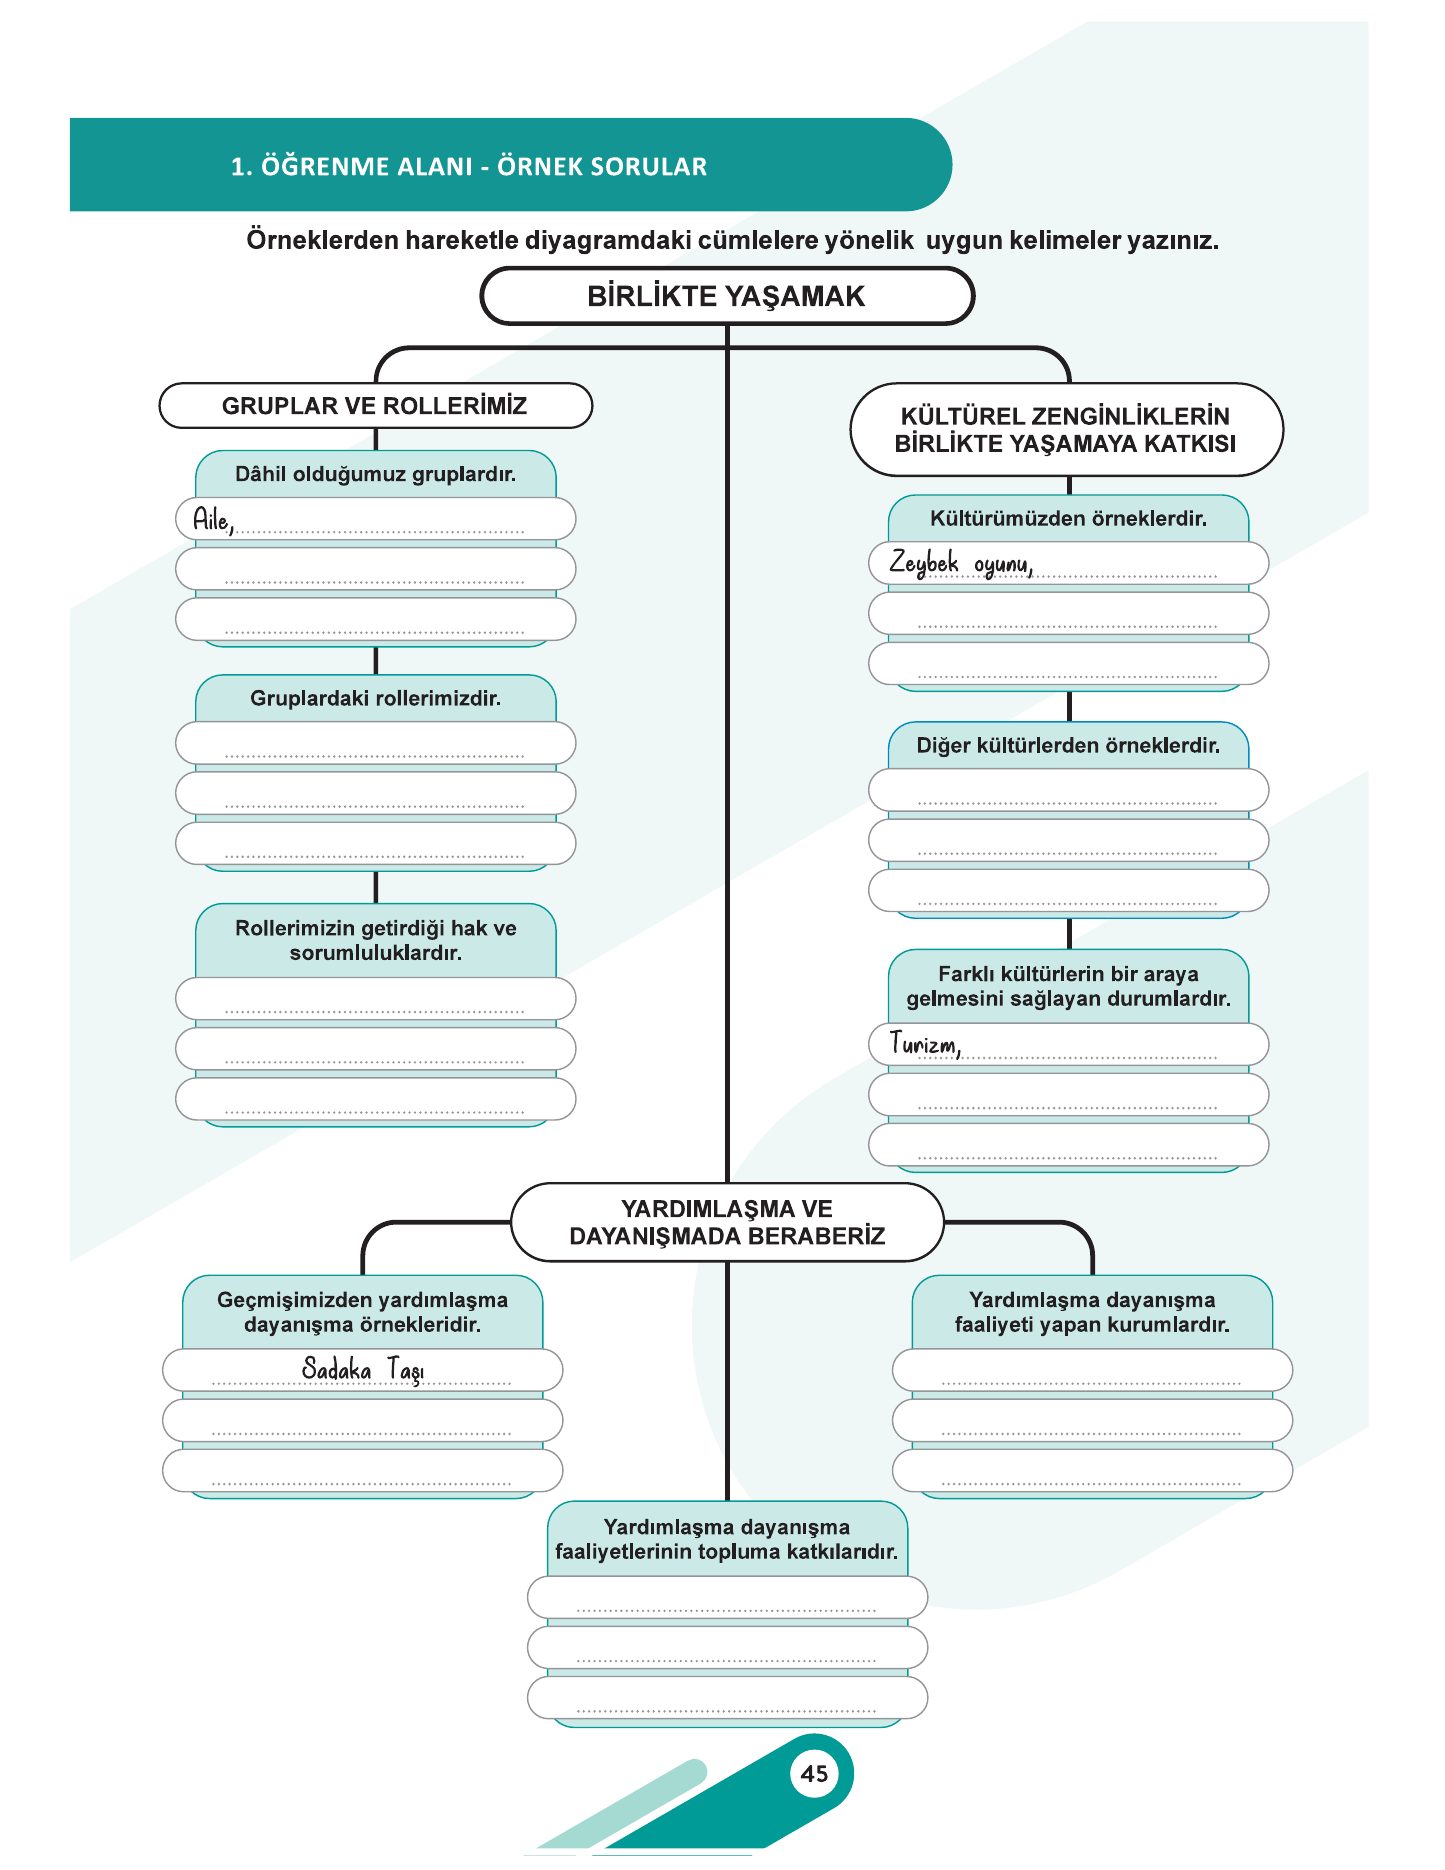 1. ÖĞRENME ALANI - ÖRNEK SORULAR
Örneklerden hareketle diyagramdaki cümlelere yönelik uygun kelimeler yazınız.
BİRLİKTE YAŞAMAK
GRUPLAR VE ROLLERİMİZ
Dâhil olduğumuz gruplardır.
Aile,
Gruplardaki rollerimizdir.
Rollerimizin getirdiği hak ve
sorumluluklardır.
KÜLTÜREL ZENGİNLİKLERİN
BİRLİKTE YAŞAMAYA KATKISI
Kültürümüzden örneklerdir.
Zeybek oyunu,
Diğer kültürlerden örneklerdir.
Farklı kültürlerin bir araya
gelmesini sağlayan durumlardır.
Turizm,
YARDIMLAŞMA VE
DAYANIŞMADA BERABERİZ
Geçmişimizden yardımlaşma
dayanışma örnekleridir.
Sadaka Taşı
Yardımlaşma dayanışma
faaliyeti yapan kurumlardır.
Yardımlaşma dayanışma
faaliyetlerinin topluma katkılarıdır.
45